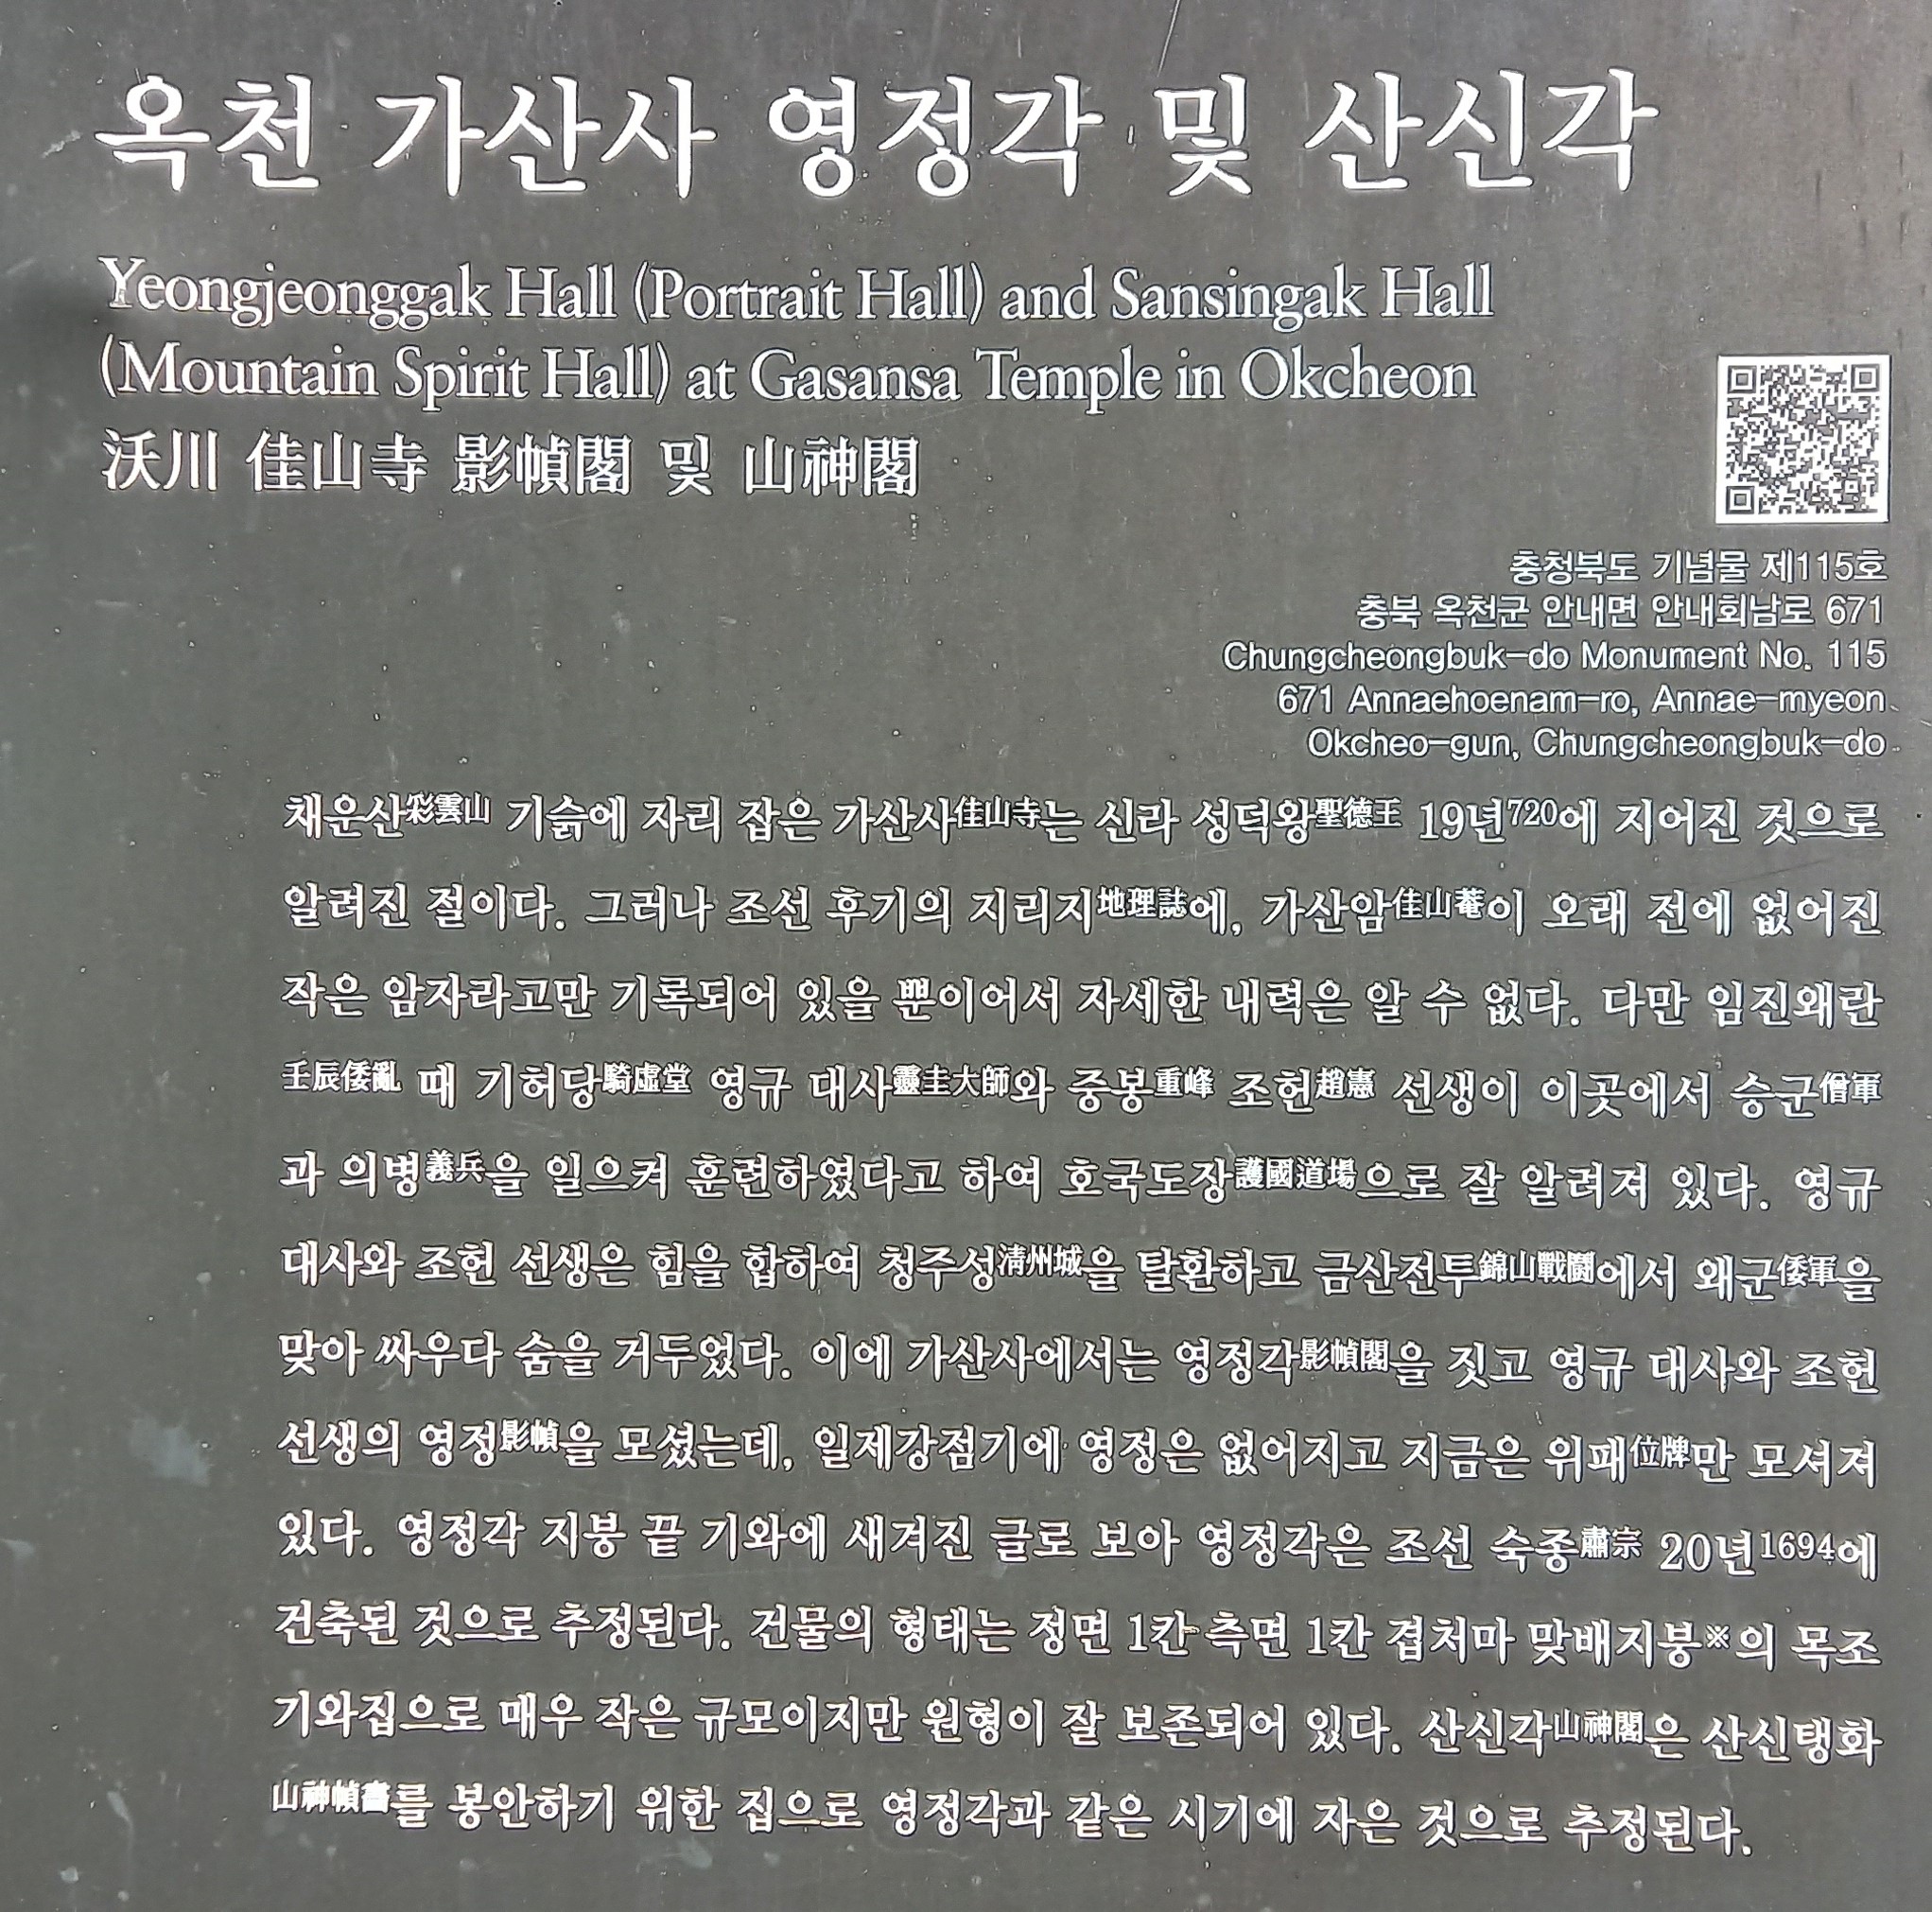 옥천 가산사 영정각 및 산신각
Yeongjeonggak Hall (Portrait Hall) and Sansingak Hall
(Mountain Spirit Hall) at Gasansa Temple in Okcheon
沃川 佳山寺 影幀閣 및 山神閣
충청북도 기념물 제115호
충북 옥천군 안내면 안내회남로 671
Chungcheongbuk-do Monument No. 115
671 Annaehoenam-ro, Annae-myeon
Okcheo-gun, Chungcheongbuk-do
채운산彩雲山 기슭에 자리 잡은 가산사佳山寺는 신라 성덕왕聖德王 19년720에 지어진 것으로
알려진 절이다. 그러나 조선 후기의 지리지地理誌에, 가산암佳山菴이 오래 전에 없어진
작은 암자라고만 기록되어 있을 뿐이어서 자세한 내력은 알 수 없다. 다만 임진왜란
壬辰倭亂 때 기허당騎虛堂 영규 대사靈圭大師와 중봉重峰 조헌趙憲 선생이 이곳에서 승군僧軍
과 의병義兵을 일으켜 훈련하였다고 하여 호국도장護國道場으로 잘 알려져 있다. 영규
대사와 조헌 선생은 힘을 합하여 청주성淸州城을 탈환하고 금산전투錦山戰鬪에서 왜군倭軍을
맞아 싸우다 숨을 거두었다. 이에 가산사에서는 영정각影幀閣을 짓고 영규 대사와 조헌
선생의 영정影幀을 모셨는데, 일제강점기에 영정은 없어지고 지금은 위패位牌만 모셔져
있다. 영정각 지붕 끝 기와에 새겨진 글로 보아 영정각은 조선 숙종肅宗 20년1694에
건축된 것으로 추정된다. 건물의 형태는 정면 1칸 측면 1칸 겹처마 맞배지붕※의 목조
기와집으로 매우 작은 규모이지만 원형이 잘 보존되어 있다. 산신각山神閣은 산신탱화
山神幀畵를 봉안하기 위한 집으로 영정각과 같은 시기에 자은 것으로 추정된다.